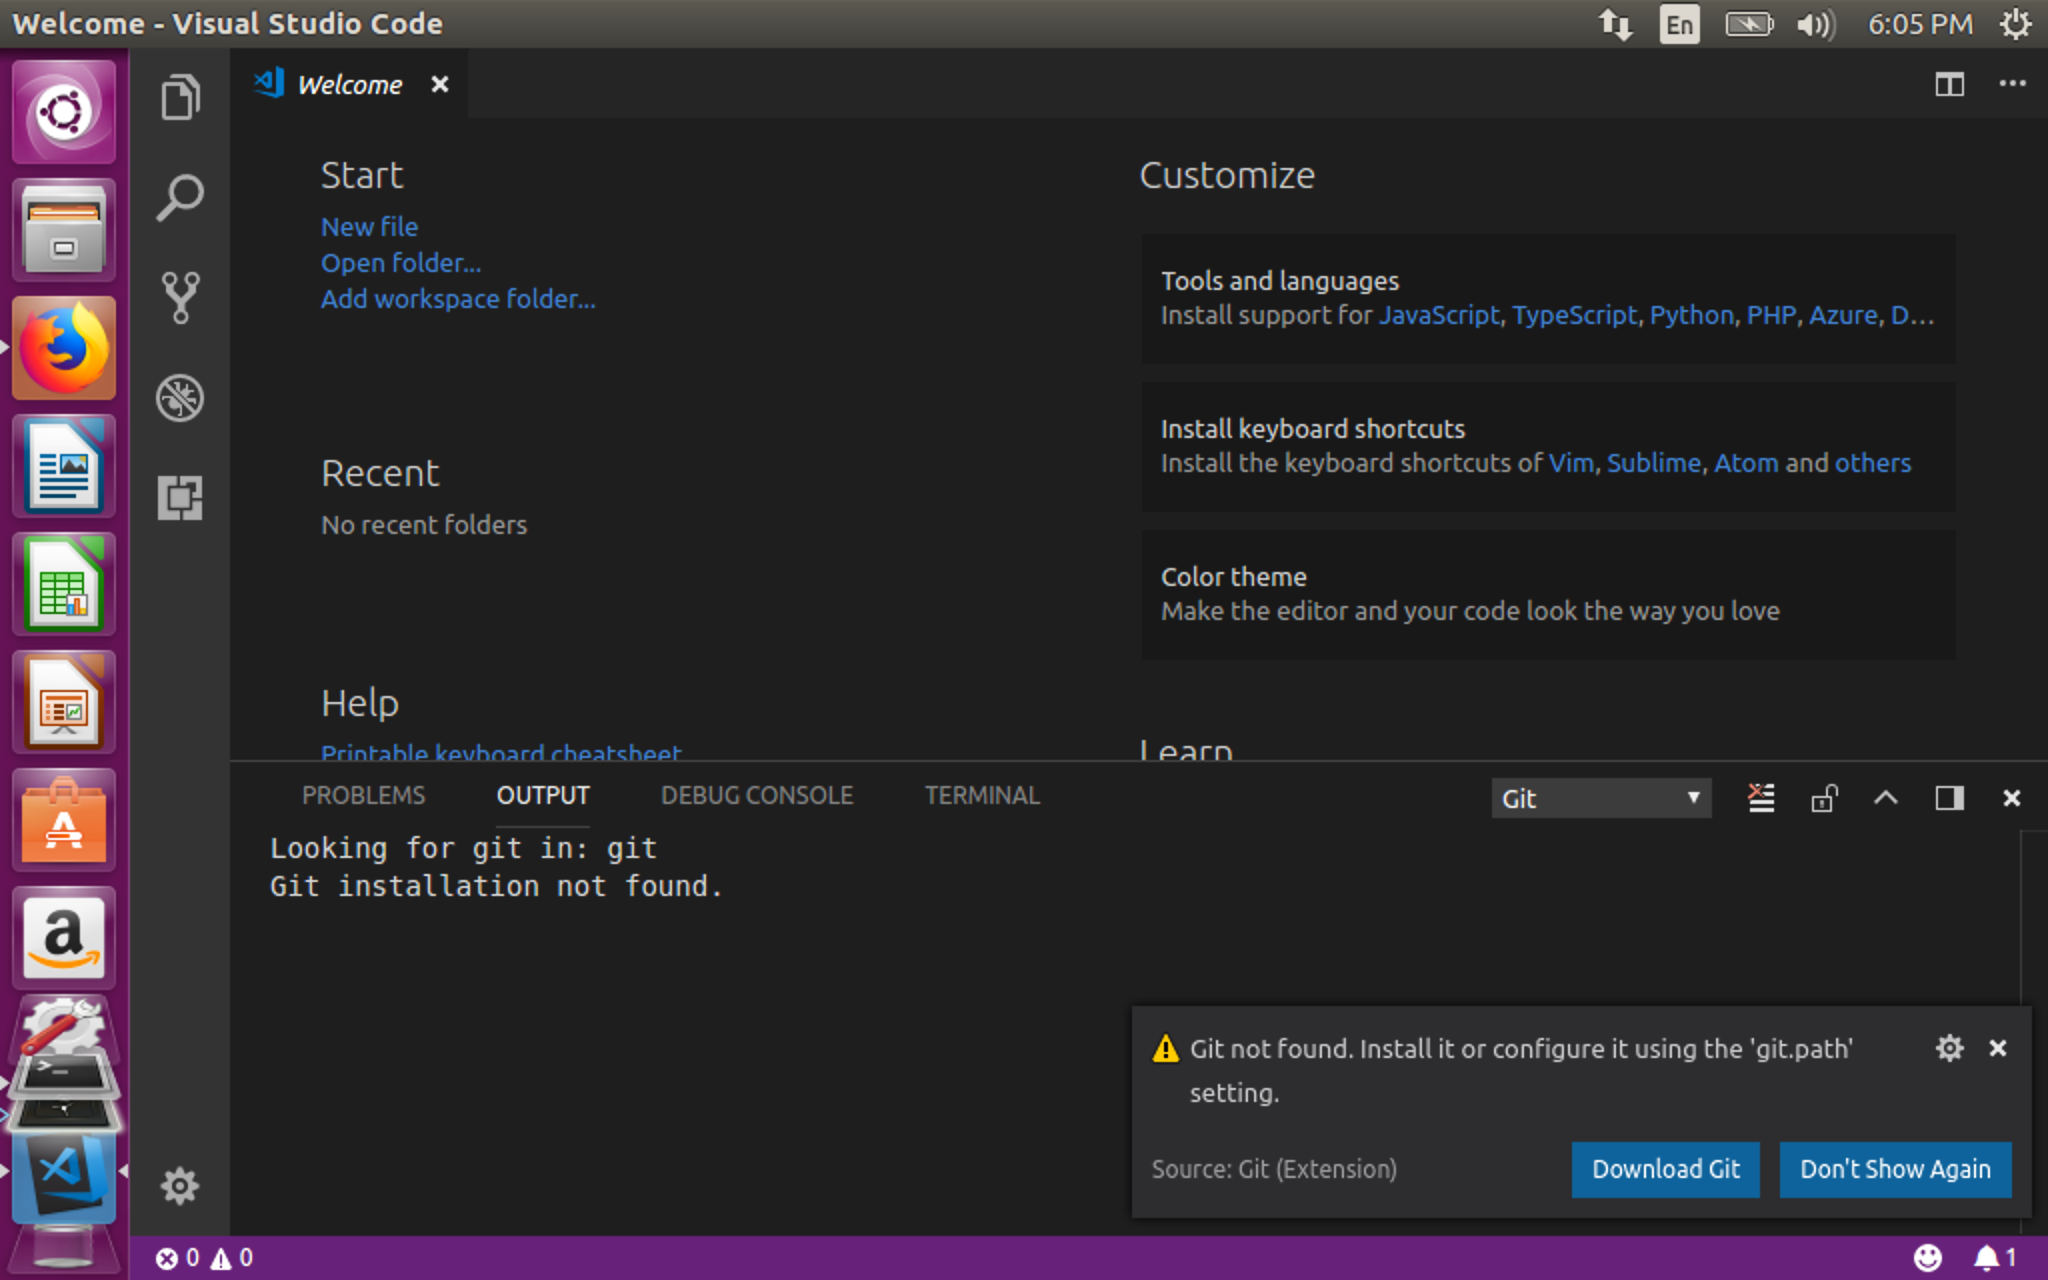 Welcome - Visual Studio Code
En
6:05 PM
Welcome
Start
New file
Open folder...
Add workspace folder...
Recent
No recent folders
Help
Printable keyboard cheatsheet
Customize
Tools and languages
Install support for JavaScript, TypeScript, Python, PHP, Azure, D...
Install keyboard shortcuts
Install the keyboard shortcuts of Vim, Sublime, Atom and others
Color theme
Make the editor and your code look the way you love
Learn
PROBLEMS OUTPUT DEBUG CONSOLE TERMINAL
Git
Looking for git in: git
Git installation not found.
Git not found. Install it or configure it using the 'git.path'
setting.
Source: Git (Extension)
Download Git
Don't Show Again
0 0
1